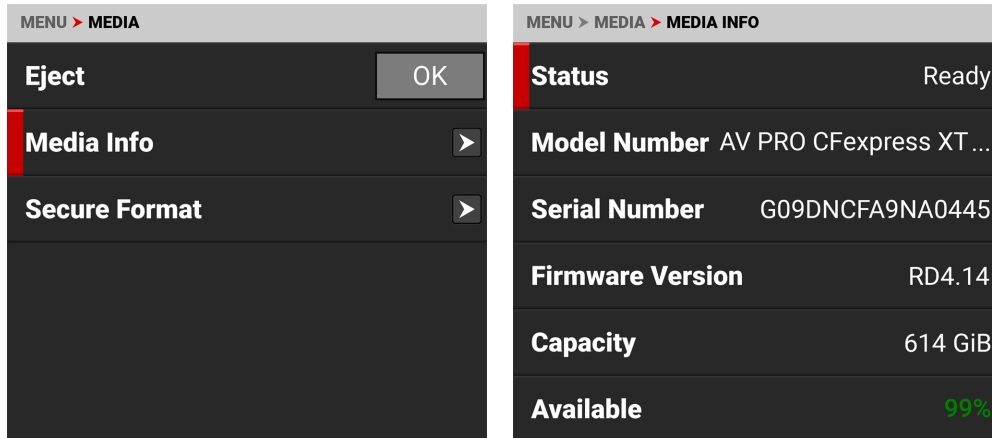 MENU > MEDIA
Eject OK
Media Info
Secure Format
MENU > MEDIA > MEDIA INFO
Status Ready
Model Number AV PRO CFexpress XT...
Serial Number G09DNCFA9NA0445
Firmware Version RD4.14
Capacity 614 GiB
Available 99%